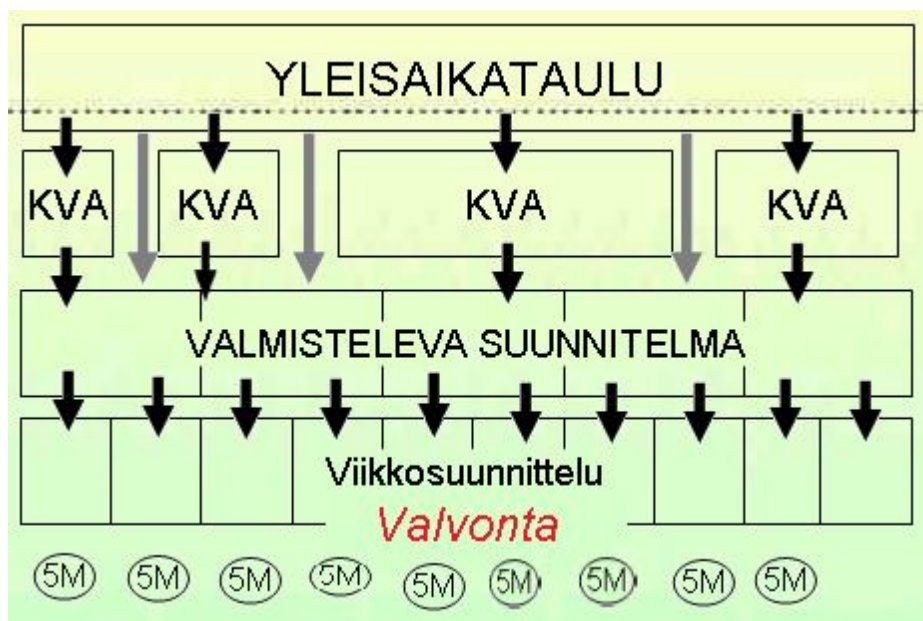 YLEISAIKATAULU
KVA KVA KVA KVA
VALMISTELEVA SUUNNITELMA
Viikkosuunnittelu
Valvonta
5M 5M 5M 5M 5M 5M 5M 5M 5M